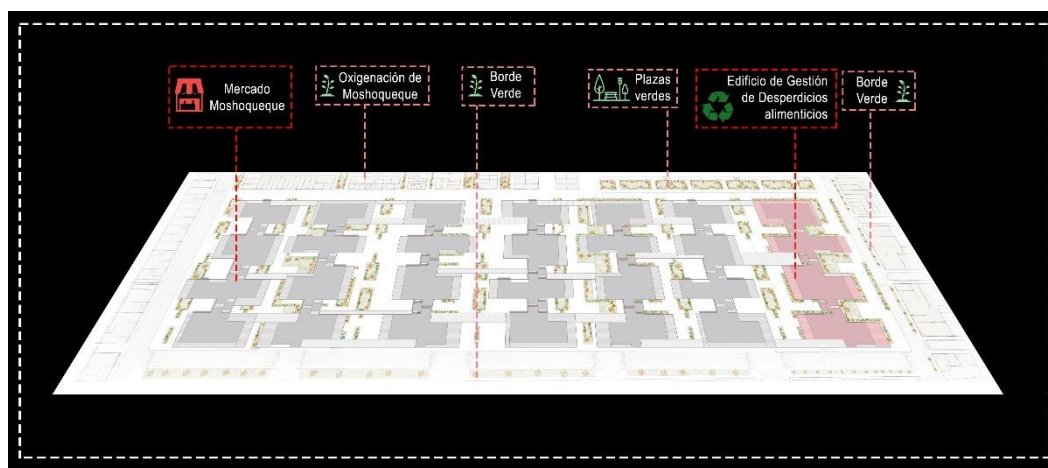 Mercado
Moshoqueque
Oxigenación de
Moshoqueque
Borde
Verde
Plazas
verdes
Edificio de Gestión
de Desperdicios
alimenticios
Borde
Verde